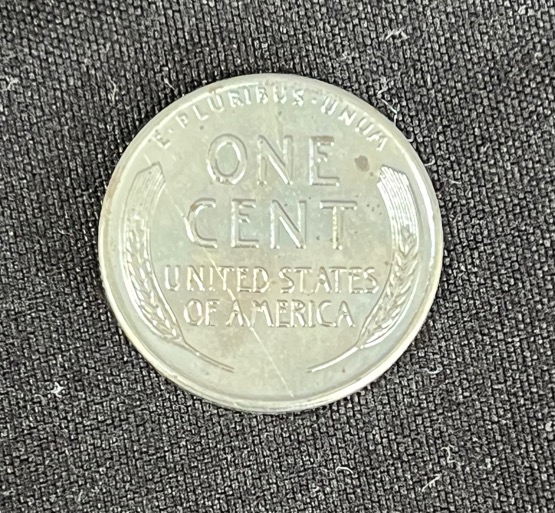 E·PLURIBUS·UNUM
ONE
CENT
UNITED·STATES
OF AMERICA